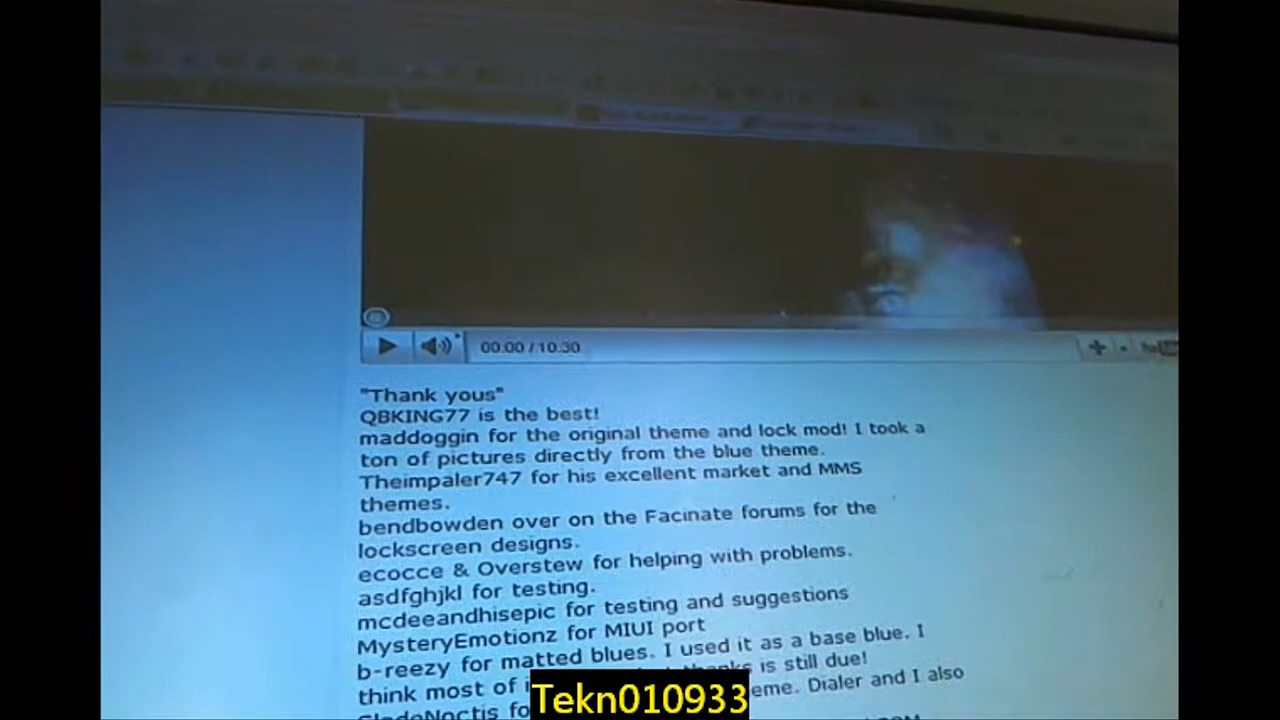 00:00 / 10:30
"Thank yous"
QBKING77 is the best!
maddoggin for the original theme and lock mod! I took a
ton of pictures directly from the blue theme.
Theimpaler747 for his excellent market and MMS
themes.
bendbowden over on the Facinate forums for the
lockscreen designs.
ecocce & Overstew for helping with problems.
asdfghjkl for testing.
mcdeeandhisepic for testing and suggestions
MysteryEmotionz for MIUI port
b-reezy for matted blues. I used it as a base blue. I
think most of thanks is still due!
Dialer and I also
Tekn010933